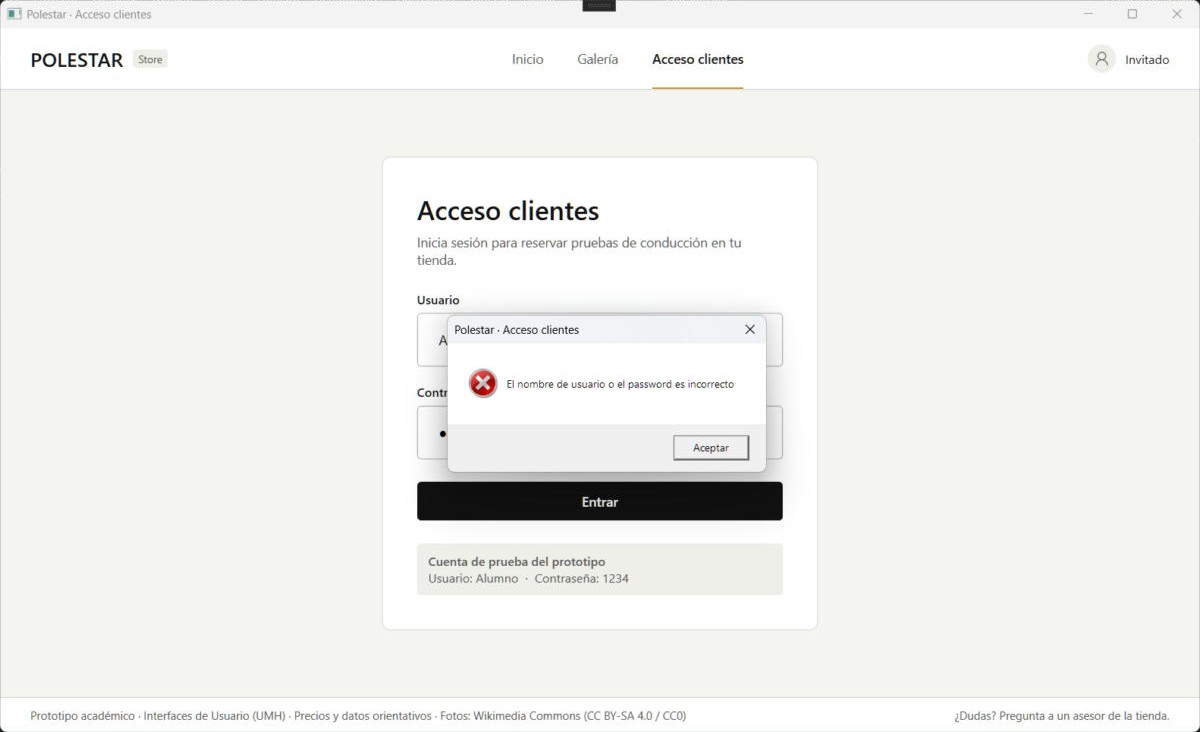 Polestar · Acceso clientes
POLESTAR Store
Inicio Galería Acceso clientes
Invitado
Acceso clientes
Inicia sesión para reservar pruebas de conducción en tu
tienda.
Usuario
A
Polestar · Acceso clientes
El nombre de usuario o el password es incorrecto
Contr
Aceptar
Entrar
Cuenta de prueba del prototipo
Usuario: Alumno · Contraseña: 1234
Prototipo académico · Interfaces de Usuario (UMH) · Precios y datos orientativos · Fotos: Wikimedia Commons (CC BY-SA 4.0 / CC0)
¿Dudas? Pregunta a un asesor de la tienda.